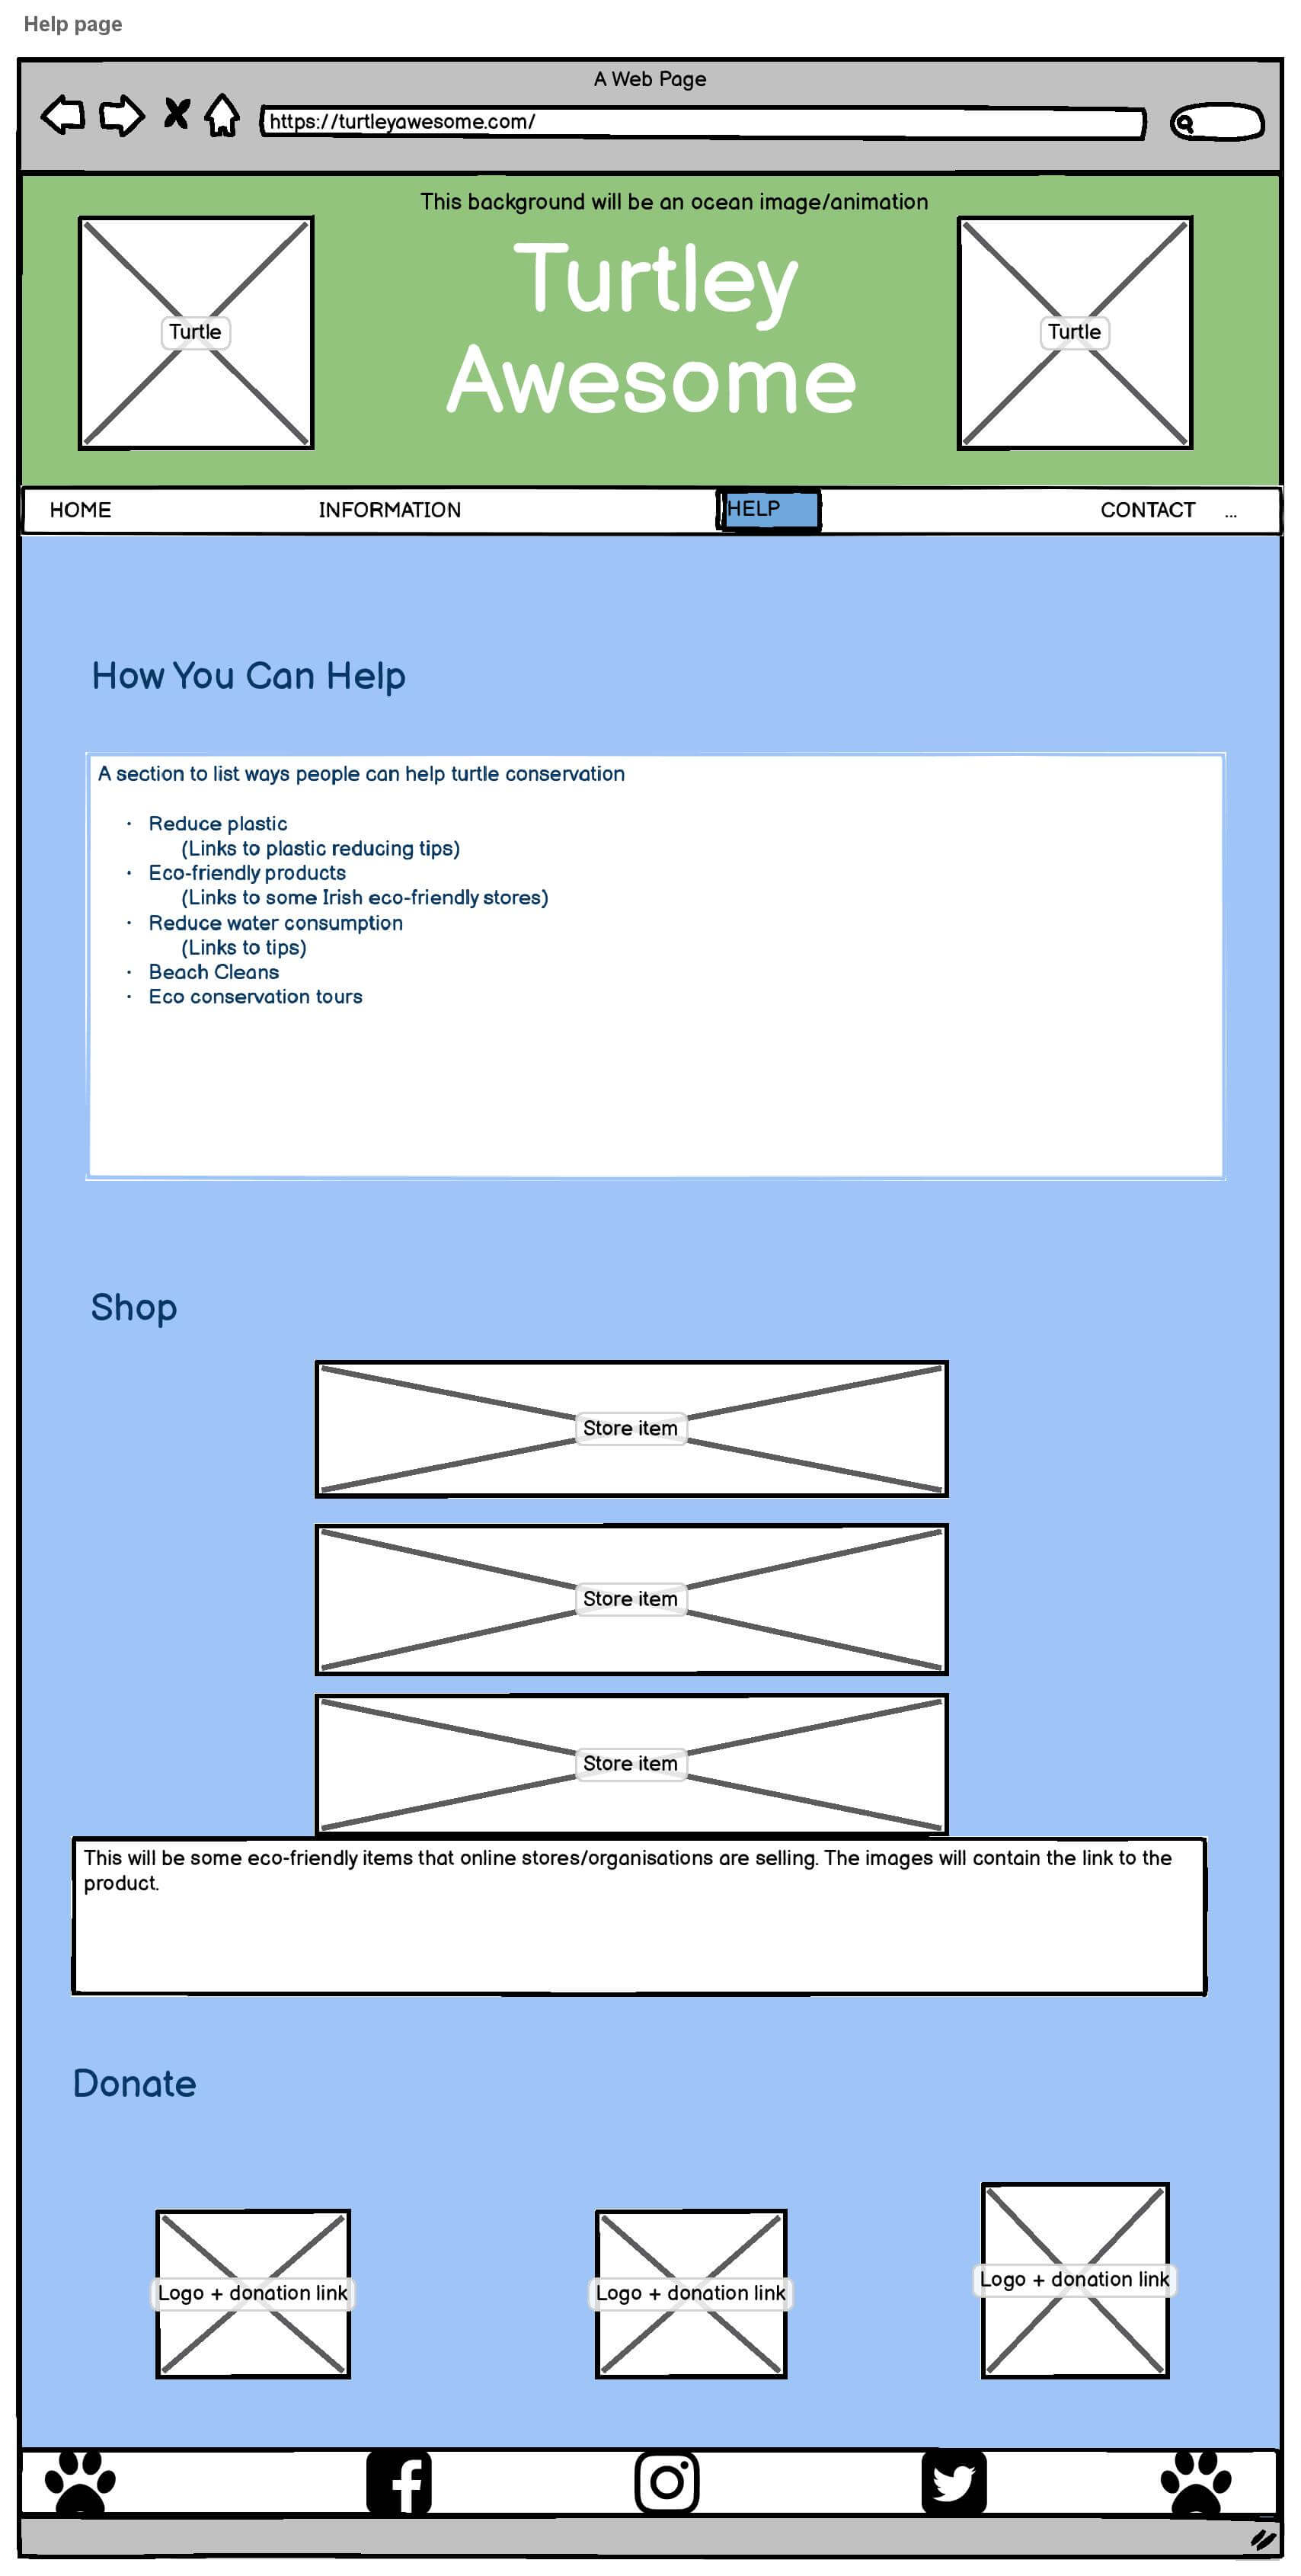 Help page
A Web Page
https://turtleyawesome.com/
This background will be an ocean image/animation
Turtley
Awesome
Turtle
Turtle
HOME INFORMATION HELP CONTACT ...
How You Can Help
A section to list ways people can help turtle conservation
• Reduce plastic
(Links to plastic reducing tips)
• Eco-friendly products
(Links to some Irish eco-friendly stores)
• Reduce water consumption
(Links to tips)
• Beach Cleans
• Eco conservation tours
Shop
Store item
Store item
Store item
This will be some eco-friendly items that online stores/organisations are selling. The images will contain the link to the
product.
Donate
Logo + donation link
Logo + donation link
Logo + donation link